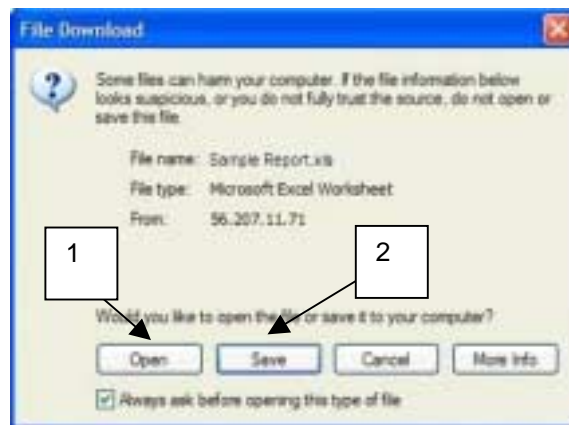 File Download
Some files can harm your computer. If the file information below
looks suspicious, or you do not fully trust the source, do not open or
save this file.
File name: Sample Report.xls
File type: Microsoft Excel Worksheet
From: 56.207.11.71
1
2
Would you like to open the file or save it to your computer?
Open Save Cancel More Info
Always ask before opening this type of file